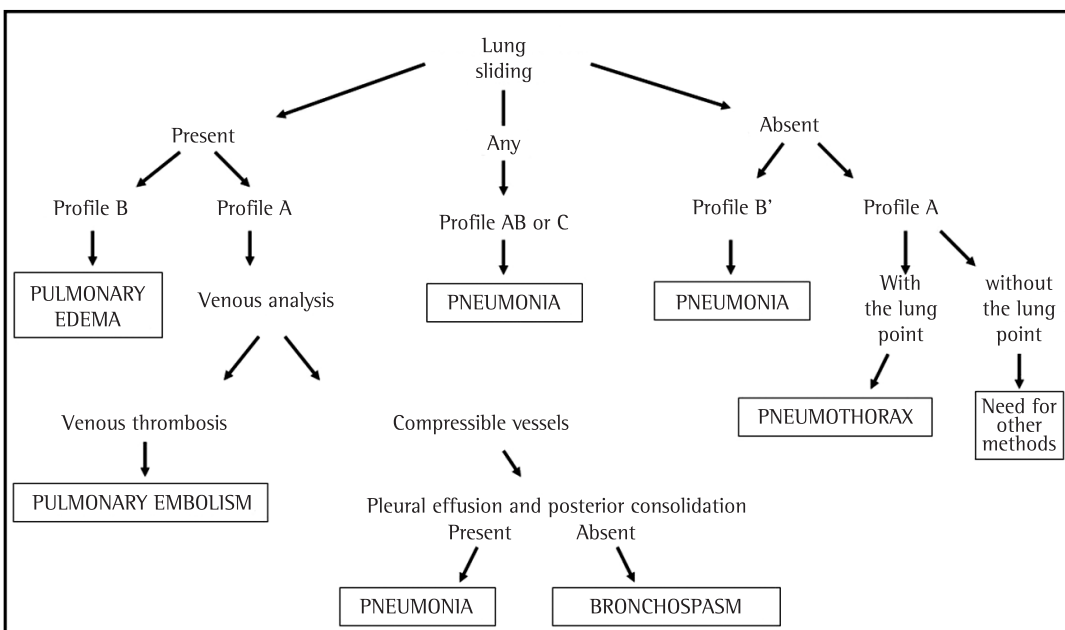 Lung
sliding
Present
Any
Absent
Profile B
Profile A
Profile AB or C
Profile B’
Profile A
PULMONARY
EDEMA
Venous analysis
PNEUMONIA
PNEUMONIA
With
the lung
point
without
the lung
point
Venous thrombosis
Compressible vessels
PNEUMOTHORAX
Need for
other
methods
PULMONARY EMBOLISM
Pleural effusion and posterior consolidation
Present
Absent
PNEUMONIA
BRONCHOSPASM